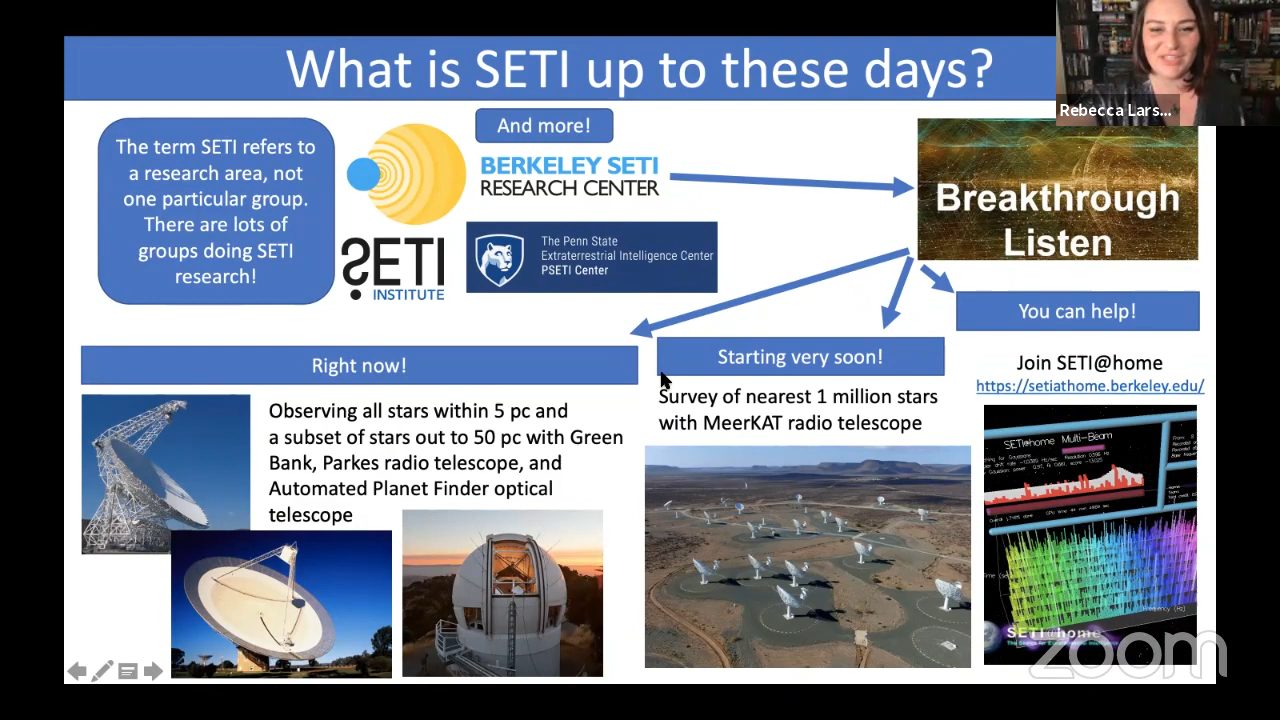 What is SETI up to these days?
Rebecca Lars...
The term SETI refers to
a research area, not
one particular group.
There are lots of
groups doing SETI
research!
And more!
BERKELEY SETI
RESEARCH CENTER
SETI
INSTITUTE
The Penn State
Extraterrestrial Intelligence Center
PSETI Center
Breakthrough
Listen
Right now!
Observing all stars within 5 pc and
a subset of stars out to 50 pc with Green
Bank, Parkes radio telescope, and
Automated Planet Finder optical
telescope
Starting very soon!
Survey of nearest 1 million stars
with MeerKAT radio telescope
You can help!
Join SETI@home
https://setiathome.berkeley.edu/
SETI@home Multi-Beam
Frequency (Hz)
SETI@home
zoom